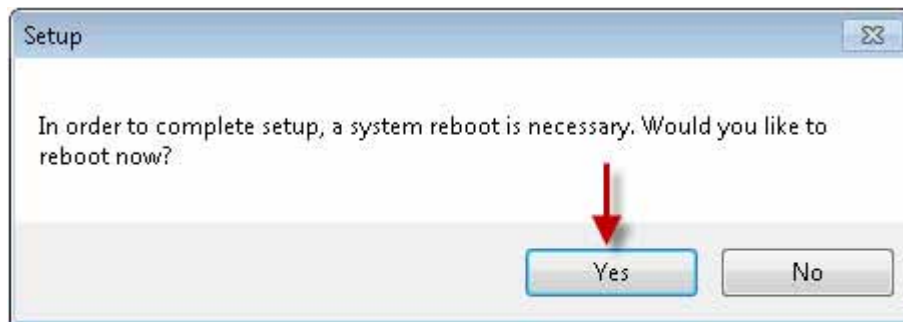 Setup
In order to complete setup, a system reboot is necessary. Would you like to
reboot now?
Yes
No